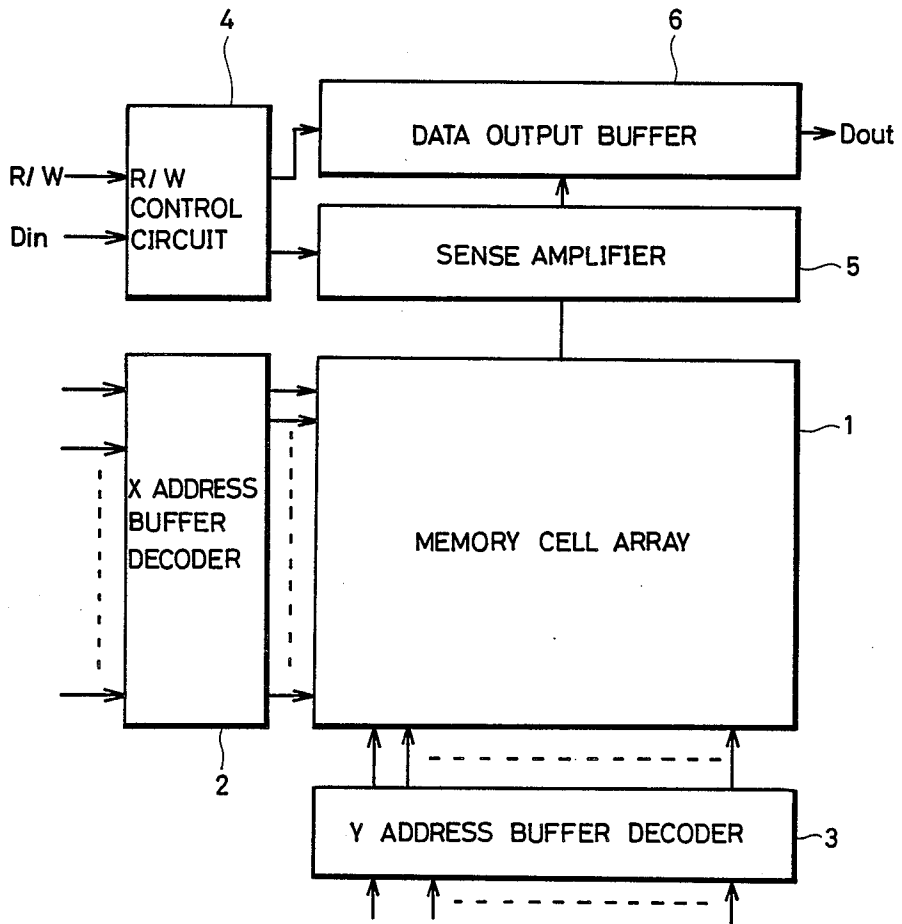 4
6
DATA OUTPUT BUFFER
Dout
R/W
R/W
CONTROL
CIRCUIT
Din
SENSE AMPLIFIER
5
1
X ADDRESS
BUFFER
DECODER
MEMORY CELL ARRAY
2
Y ADDRESS BUFFER DECODER
3